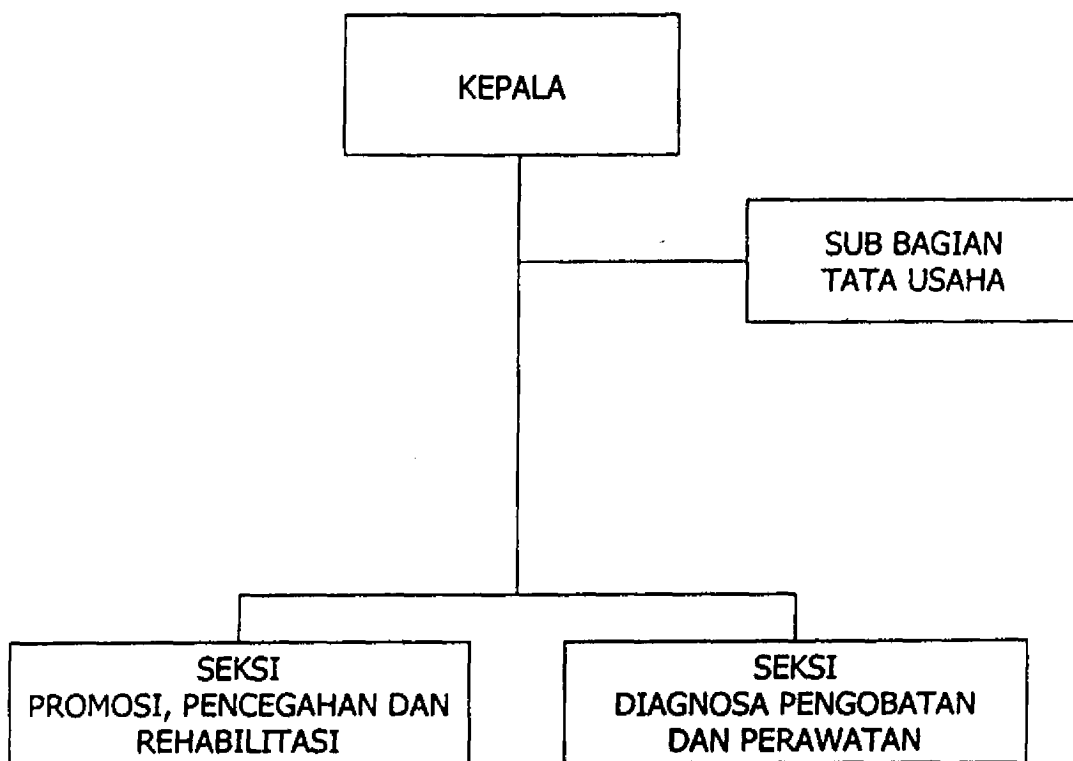 KEPALA
SUB BAGIAN
TATA USAHA
SEKSI
PROMOSI, PENCEGAHAN DAN
REHABILITASI
SEKSI
DIAGNOSA PENGOBATAN
DAN PERAWATAN